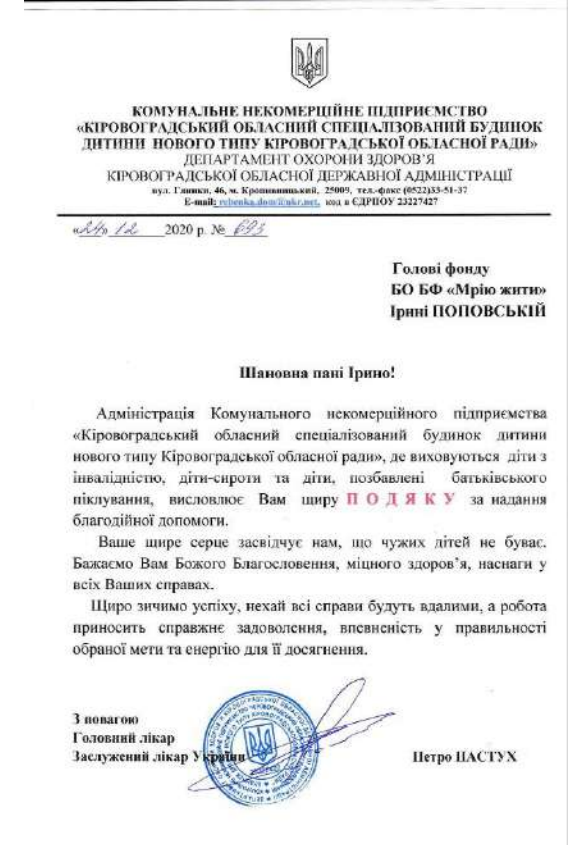 КОМУНАЛЬНЕ НЕКОМЕРЦІЙНЕ ПІДПРИЄМСТВО
«КІРОВОГРАДСЬКИЙ ОБЛАСНИЙ СПЕЦІАЛІЗОВАНИЙ БУДИНОК
ДИТИНИ НОВОГО ТИПУ КІРОВОГРАДСЬКОЇ ОБЛАСНОЇ РАДИ»
ДЕПАРТАМЕНТ ОХОРОНИ ЗДОРОВ'Я
КІРОВОГРАДСЬКОЇ ОБЛАСНОЇ ДЕРЖАВНОЇ АДМІНІСТРАЦІЇ
вул. Глинки, 46, м. Кропивницький, 25009, тел.-факс (0522)33-51-37
E-mail: rebenka.dom@ukr.net, код в ЄДРПОУ 23227427
«24» 12 2020 р. № 693
Голові фонду
БО БФ «Мрію жити»
Ірині ПОПОВСЬКІЙ
Шановна пані Ірино!
Адміністрація Комунального некомерційного підприємства
«Кіровоградський обласний спеціалізований будинок дитини
нового типу Кіровоградської обласної ради», де виховуються діти з
інвалідністю, діти-сироти та діти, позбавлені батьківського
піклування, висловлює Вам щиру П О Д Я К У за надання
благодійної допомоги.
Ваше щире серце засвідчує нам, що чужих дітей не буває.
Бажаємо Вам Божого Благословення, міцного здоров'я, наснаги у
всіх Ваших справах.
Щиро зичимо успіху, нехай всі справи будуть вдалими, а робота
приносить справжнє задоволення, впевненість у правильності
обраної мети та енергію для її досягнення.
З повагою
Головний лікар
Заслужений лікар України Петро ПАСТУХ